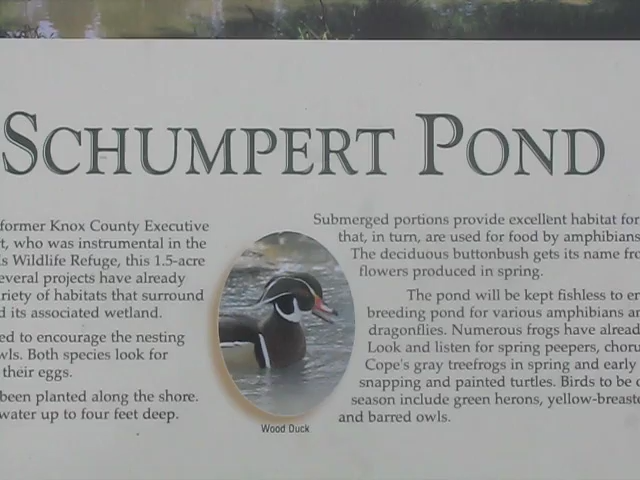 SCHUMPERT POND
former Knox County Executive
t, who was instrumental in the
s Wildlife Refuge, this 1.5-acre
everal projects have already
riety of habitats that surround
d its associated wetland.
ed to encourage the nesting
wls. Both species look for
their eggs.
been planted along the shore.
water up to four feet deep.
Wood Duck
Submerged portions provide excellent habitat for
that, in turn, are used for food by amphibians
The deciduous buttonbush gets its name fro
flowers produced in spring.
The pond will be kept fishless to en
breeding pond for various amphibians an
dragonflies. Numerous frogs have alread
Look and listen for spring peepers, choru
Cope's gray treefrogs in spring and early
snapping and painted turtles. Birds to be o
season include green herons, yellow-breaste
and barred owls.